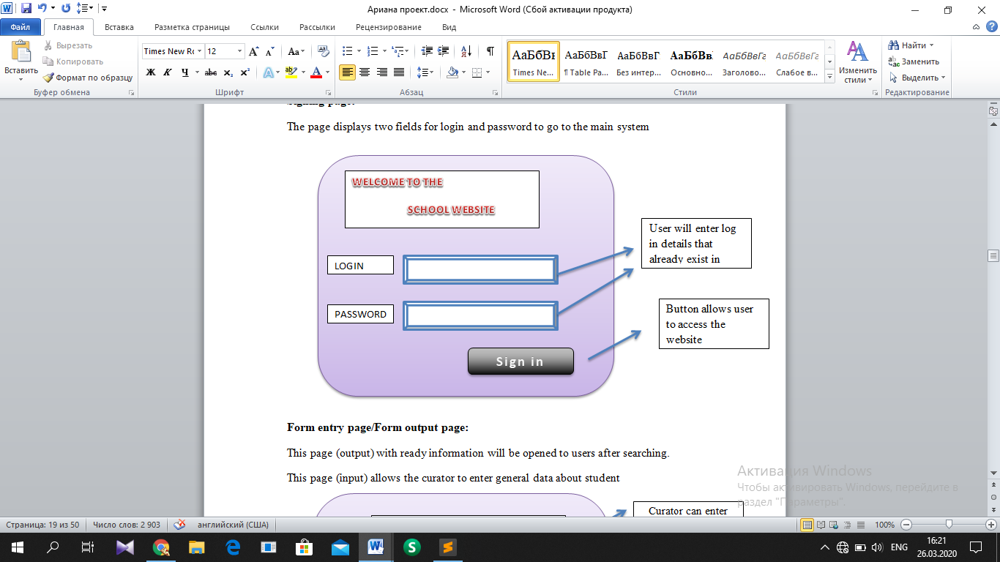 Ариана проект.docx - Microsoft Word (Сбой активации продукта)
Файл Главная Вставка Разметка страницы Ссылки Рассылки Рецензирование Вид
Вставить
Вырезать
Копировать
Формат по образцу
Буфер обмена
Times New Ro 12
Ж К Ч abc x₂ x²
Шрифт
Абзац
АаБбВв Times Ne...
АаБбВвГ ¶ Table Pa...
АаБбВвГ Без интер...
АаБбВв Основно...
АаБбВвГг Заголово...
АаБбВвГг Слабое в...
Стили
Изменить стили
Найти
Заменить
Выделить
Редактирование
Signing page:
The page displays two fields for login and password to go to the main system
WELCOME TO THE
SCHOOL WEBSITE
User will enter log
in details that
already exist in
LOGIN
PASSWORD
Button allows user
to access the
website
Sign in
Form entry page/Form output page:
This page (output) with ready information will be opened to users after searching.
This page (input) allows the curator to enter general data about student
Curator can enter
Активация Windows
Чтобы активировать Windows, перейдите в
раздел "Параметры".
Страница: 19 из 50 Число слов: 2 903 английский (США) 100%
ENG
16:21
26.03.2020